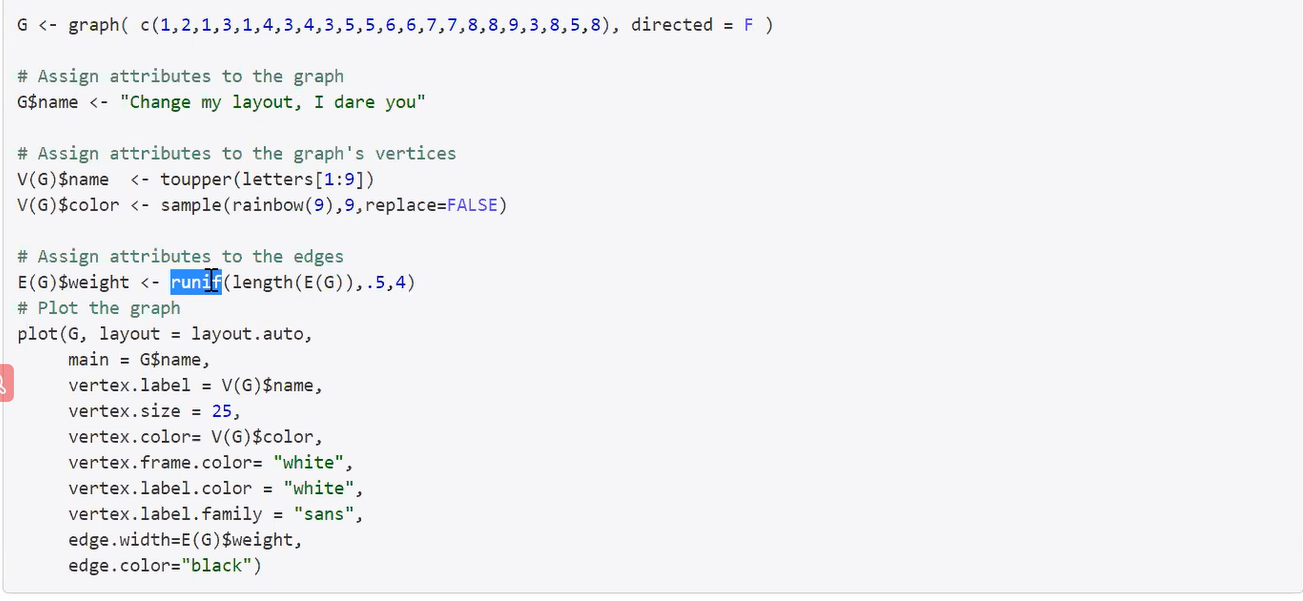 G <- graph( c(1,2,1,3,1,4,3,4,3,5,5,6,6,7,7,8,8,9,3,8,5,8), directed = F )
# Assign attributes to the graph
G$name <- "Change my layout, I dare you"
# Assign attributes to the graph's vertices
V(G)$name  <- toupper(letters[1:9])
V(G)$color <- sample(rainbow(9),9,replace=FALSE)
# Assign attributes to the edges
E(G)$weight <- runif(length(E(G)),.5,4)
# Plot the graph
plot(G, layout = layout.auto,
     main = G$name,
     vertex.label = V(G)$name,
     vertex.size = 25,
     vertex.color= V(G)$color,
     vertex.frame.color= "white",
     vertex.label.color = "white",
     vertex.label.family = "sans",
     edge.width=E(G)$weight,
     edge.color="black")